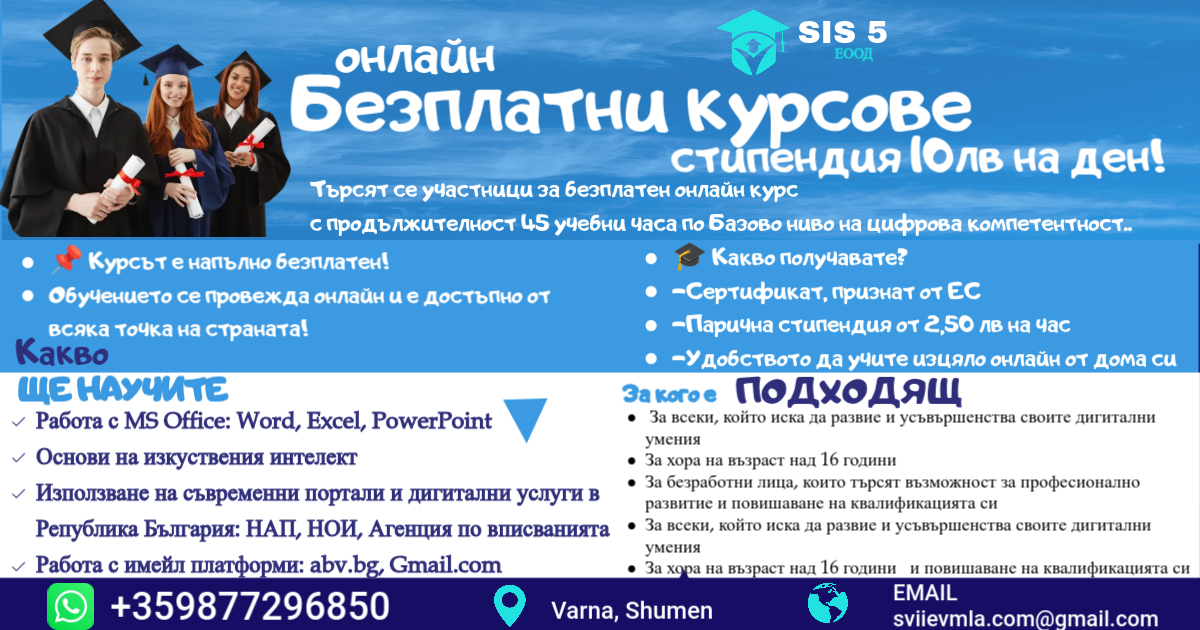 SIS 5
ЕООД
онлайн
Безплатни курсове
стипендия 10лв на ден!
Търсят се участници за безплатен онлайн курс
с продължителност 45 учебни часа по Базово ниво на цифрова компетентност..
📌 Курсът е напълно безплатен!
Обучението се провежда онлайн и е достъпно от
всяка точка на страната!
🎓 Какво получавате?
-Сертификат, признат от ЕС
-Парична стипендия от 2,50 лв на час
-Удобството да учите изцяло онлайн от дома си
Какво
ЩЕ НАУЧИТЕ
Работа с MS Office: Word, Excel, PowerPoint
Основи на изкуствения интелект
Използване на съвременни портали и дигитални услуги в
Република България: НАП, НОИ, Агенция по вписванията
Работа с имейл платформи: abv.bg, Gmail.com
За кого е ПОДХОДЯЩ
За всеки, който иска да развие и усъвършенства своите дигитални
умения
За хора на възраст над 16 години
За безработни лица, които търсят възможност за професионално
развитие и повишаване на квалификацията си
За всеки, който иска да развие и усъвършенства своите дигитални
умения
За хора на възраст над 16 години и повишаване на квалификацията си
+359877296850
Varna, Shumen
EMAIL
sviievmla.com@gmail.com